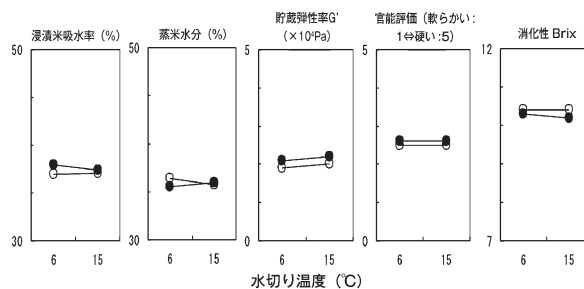 浸漬米吸水率（%）
50
30
6 15
蒸米水分（%）
50
30
6 15
貯蔵弾性率G'
（×10⁴Pa）
5
0
6 15
官能評価（軟らかい：
1⇔硬い：5）
5
0
6 15
消化性 Brix
12
7
6 15
水切り温度（℃）